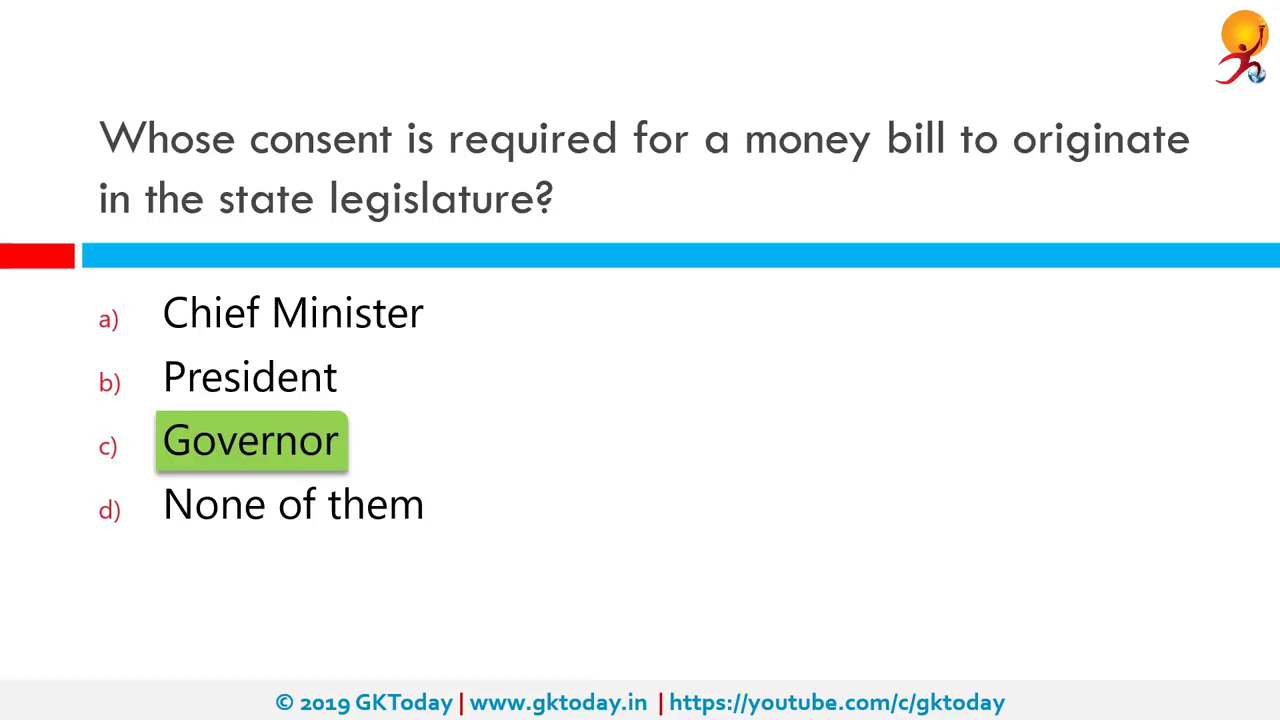 Whose consent is required for a money bill to originate
in the state legislature?
a) Chief Minister
b) President
c) Governor
d) None of them
© 2019 GKToday | www.gktoday.in | https://youtube.com/c/gktoday